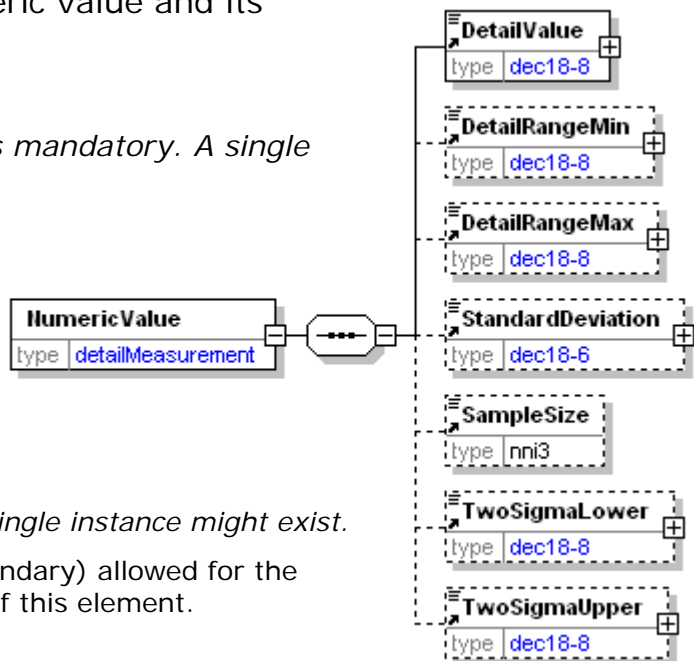 eric value and its
s mandatory. A single
ingle instance might exist.
ndary) allowed for the
f this element.
NumericValue
type detailMeasurement
DetailValue
type dec18-8
DetailRangeMin
type dec18-8
DetailRangeMax
type dec18-8
StandardDeviation
type dec18-6
SampleSize
type nni3
TwoSigmaLower
type dec18-8
TwoSigmaUpper
type dec18-8